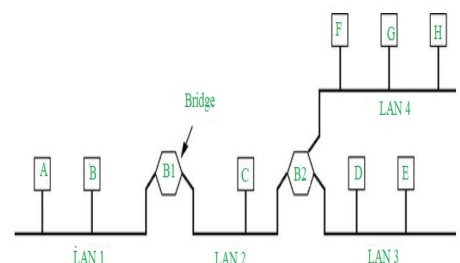 F G H
LAN 4
Bridge
A B B1 C B2 D E
LAN 1 LAN 2 LAN 3